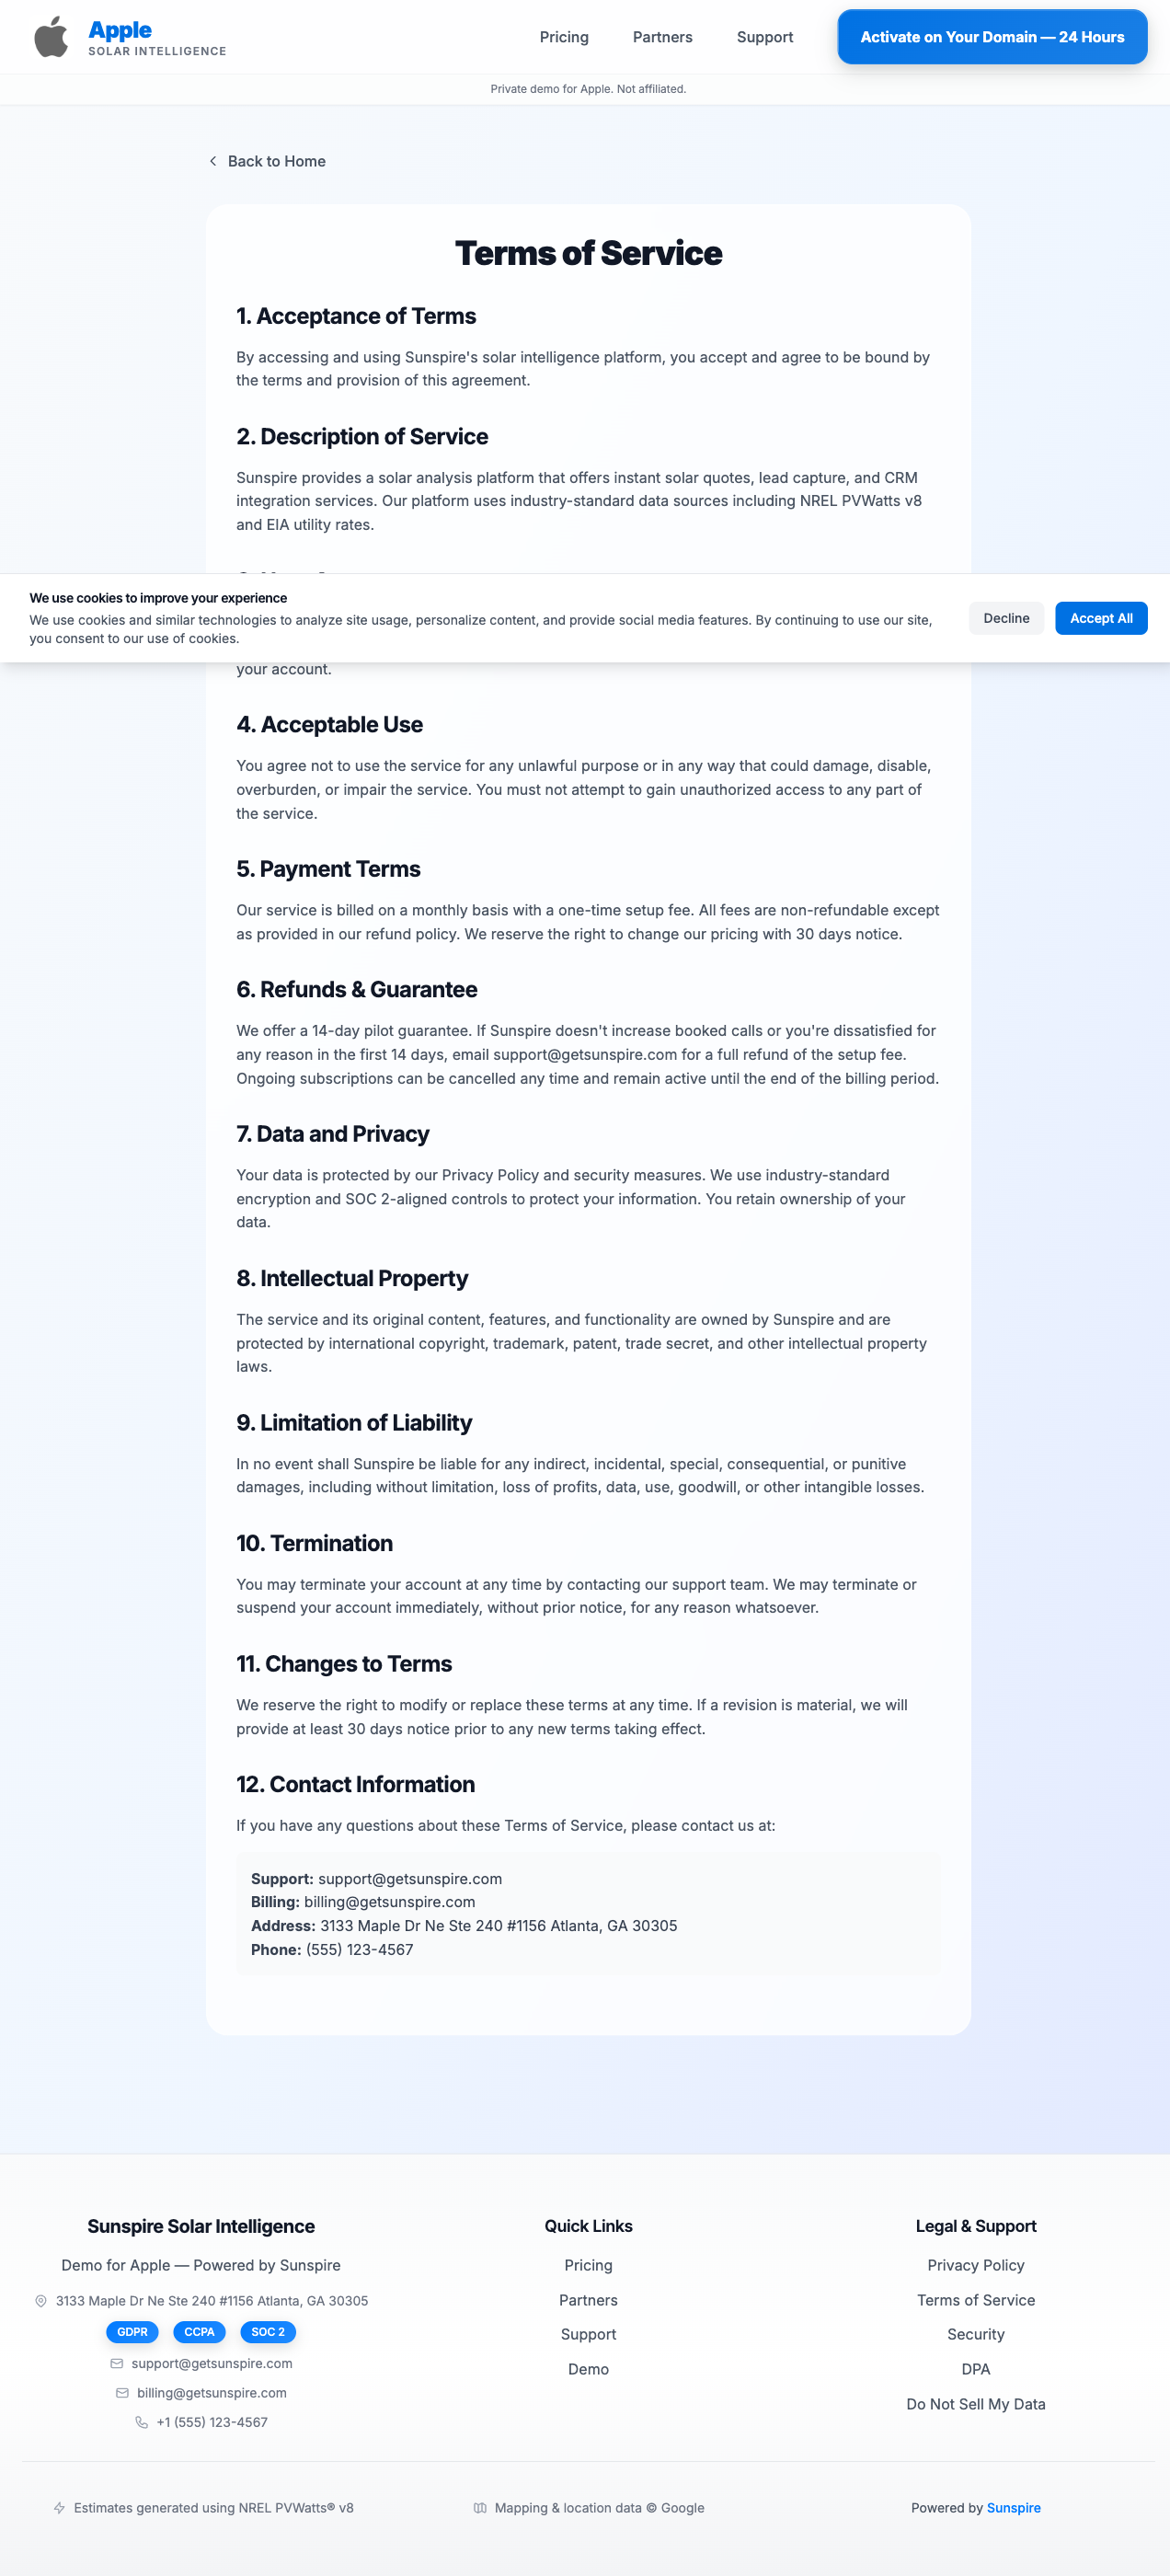 Apple
SOLAR INTELLIGENCE
Pricing
Partners
Support
Activate on Your Domain — 24 Hours
Private demo for Apple. Not affiliated.
Back to Home
Terms of Service
1. Acceptance of Terms
By accessing and using Sunspire's solar intelligence platform, you accept and agree to be bound by
the terms and provision of this agreement.
2. Description of Service
Sunspire provides a solar analysis platform that offers instant solar quotes, lead capture, and CRM
integration services. Our platform uses industry-standard data sources including NREL PVWatts v8
and EIA utility rates.
We use cookies to improve your experience
We use cookies and similar technologies to analyze site usage, personalize content, and provide social media features. By continuing to use our site,
you consent to our use of cookies.
Decline
Accept All
your account.
4. Acceptable Use
You agree not to use the service for any unlawful purpose or in any way that could damage, disable,
overburden, or impair the service. You must not attempt to gain unauthorized access to any part of
the service.
5. Payment Terms
Our service is billed on a monthly basis with a one-time setup fee. All fees are non-refundable except
as provided in our refund policy. We reserve the right to change our pricing with 30 days notice.
6. Refunds & Guarantee
We offer a 14-day pilot guarantee. If Sunspire doesn't increase booked calls or you're dissatisfied for
any reason in the first 14 days, email support@getsunspire.com for a full refund of the setup fee.
Ongoing subscriptions can be cancelled any time and remain active until the end of the billing period.
7. Data and Privacy
Your data is protected by our Privacy Policy and security measures. We use industry-standard
encryption and SOC 2-aligned controls to protect your information. You retain ownership of your
data.
8. Intellectual Property
The service and its original content, features, and functionality are owned by Sunspire and are
protected by international copyright, trademark, patent, trade secret, and other intellectual property
laws.
9. Limitation of Liability
In no event shall Sunspire be liable for any indirect, incidental, special, consequential, or punitive
damages, including without limitation, loss of profits, data, use, goodwill, or other intangible losses.
10. Termination
You may terminate your account at any time by contacting our support team. We may terminate or
suspend your account immediately, without prior notice, for any reason whatsoever.
11. Changes to Terms
We reserve the right to modify or replace these terms at any time. If a revision is material, we will
provide at least 30 days notice prior to any new terms taking effect.
12. Contact Information
If you have any questions about these Terms of Service, please contact us at:
Support: support@getsunspire.com
Billing: billing@getsunspire.com
Address: 3133 Maple Dr Ne Ste 240 #1156 Atlanta, GA 30305
Phone: (555) 123-4567
Sunspire Solar Intelligence
Demo for Apple — Powered by Sunspire
3133 Maple Dr Ne Ste 240 #1156 Atlanta, GA 30305
GDPR
CCPA
SOC 2
support@getsunspire.com
billing@getsunspire.com
+1 (555) 123-4567
Quick Links
Pricing
Partners
Support
Demo
Legal & Support
Privacy Policy
Terms of Service
Security
DPA
Do Not Sell My Data
Estimates generated using NREL PVWatts® v8
Mapping & location data © Google
Powered by Sunspire